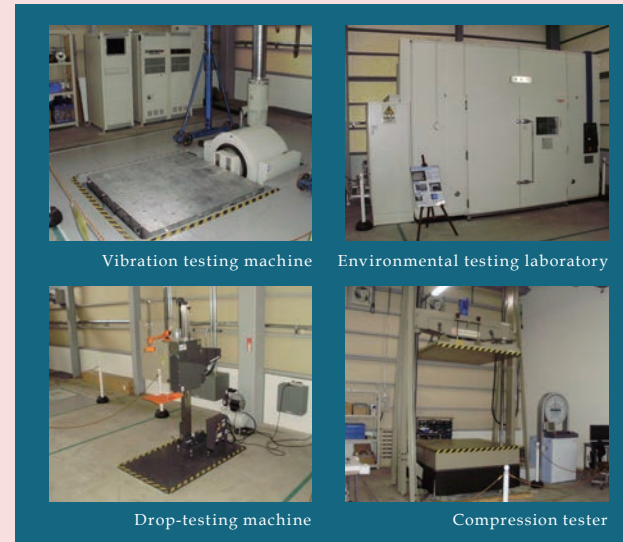 Vibration testing machine
Environmental testing laboratory
Drop-testing machine
Compression tester